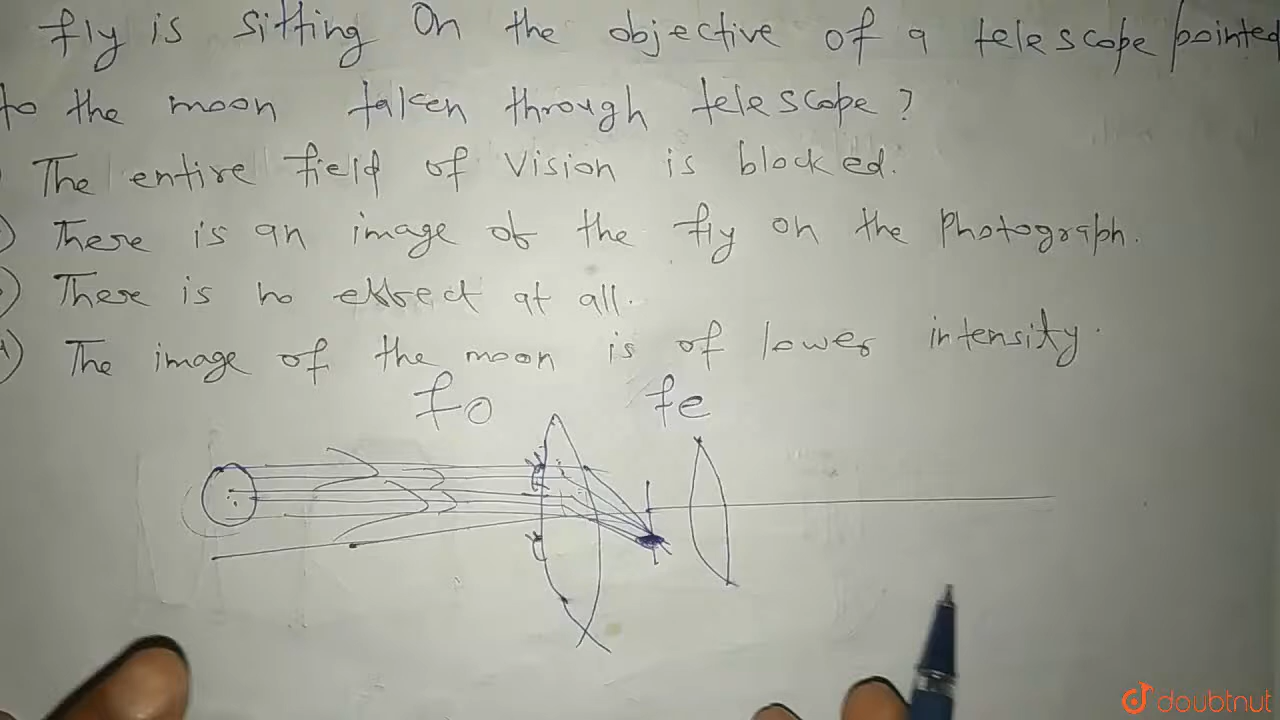 fly is sitting on the objective of a telescope pointed
to the moon taken through telescope?
The entire field of vision is blocked.
) There is an image of the fly on the photograph.
) There is no effect at all.
) The image of the moon is of lower intensity.
fo fe
doubtnut